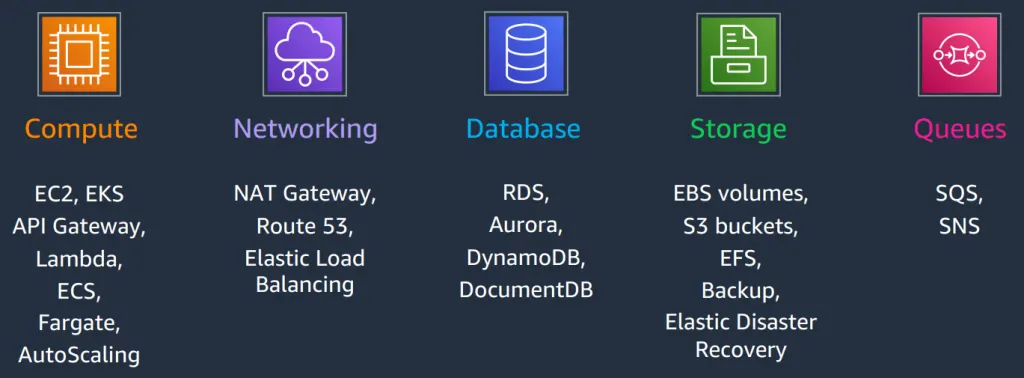 Compute
EC2, EKS
API Gateway,
Lambda,
ECS,
Fargate,
AutoScaling
Networking
NAT Gateway,
Route 53,
Elastic Load
Balancing
Database
RDS,
Aurora,
DynamoDB,
DocumentDB
Storage
EBS volumes,
S3 buckets,
EFS,
Backup,
Elastic Disaster
Recovery
Queues
SQS,
SNS